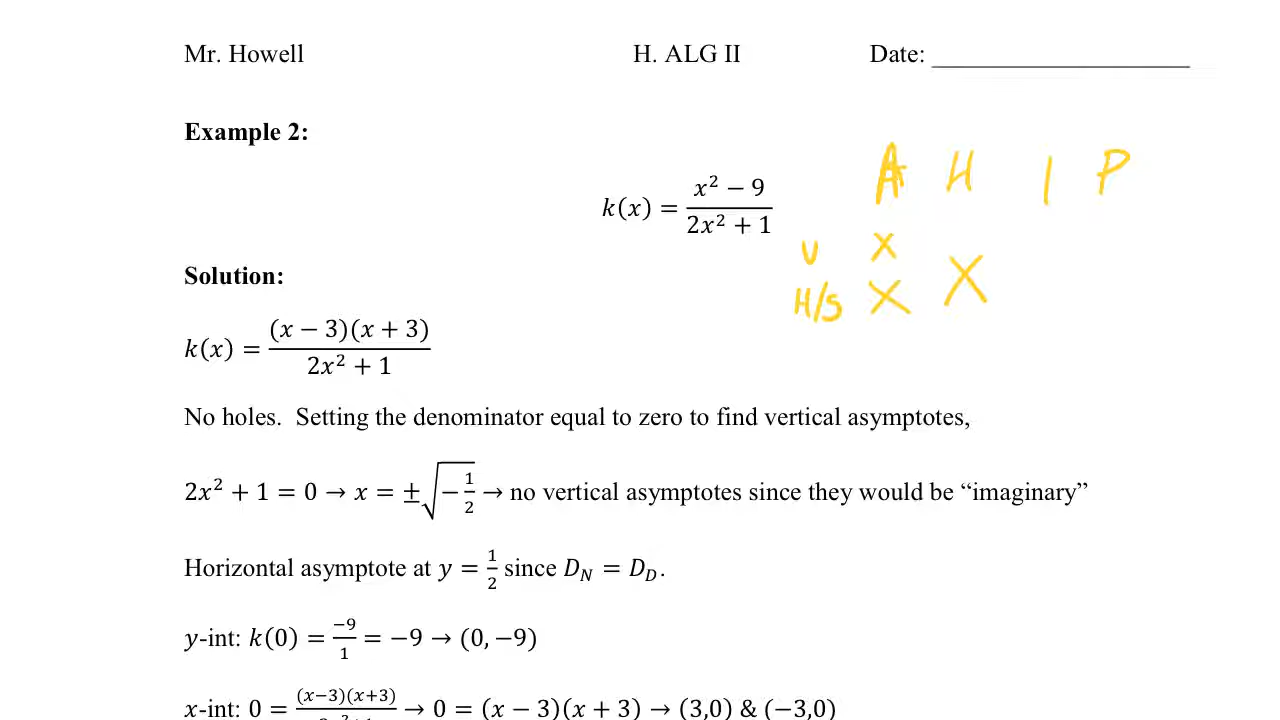 Mr. Howell H. ALG II Date: ____________________
Example 2:
A H I P
k(x) = (x² − 9)/(2x² + 1)
V X
Solution:
H/S X X
k(x) = ((x − 3)(x + 3))/(2x² + 1)
No holes. Setting the denominator equal to zero to find vertical asymptotes,
2x² + 1 = 0 → x = ±√(−1/2) → no vertical asymptotes since they would be “imaginary”
Horizontal asymptote at y = 1/2 since D_N = D_D.
y-int: k(0) = −9/1 = −9 → (0, −9)
x-int: 0 = ((x−3)(x+3))/(2x²+1) → 0 = (x − 3)(x + 3) → (3,0) & (−3,0)